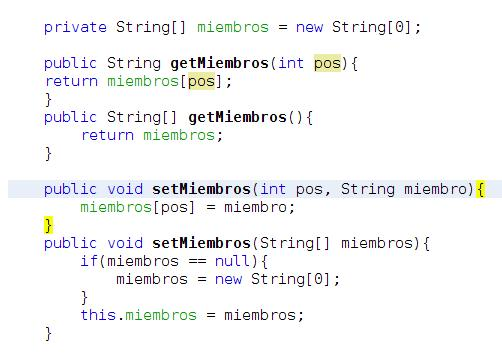 private String[] miembros = new String[0];
public String getMiembros(int pos){
return miembros[pos];
}
public String[] getMiembros(){
return miembros;
}
public void setMiembros(int pos, String miembro){
miembros[pos] = miembro;
}
public void setMiembros(String[] miembros){
if(miembros == null){
miembros = new String[0];
}
this.miembros = miembros;
}